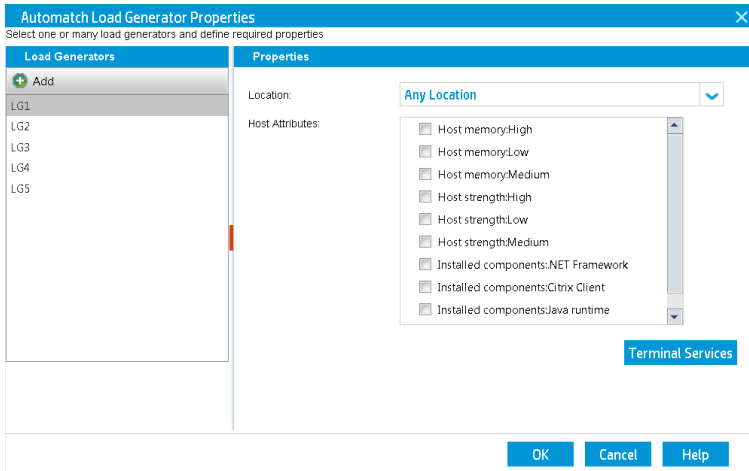 Automatch Load Generator Properties
Select one or many load generators and define required properties
Load Generators
Add
LG1
LG2
LG3
LG4
LG5
Properties
Location:
Any Location
Host Attributes:
Host memory:High
Host memory:Low
Host memory:Medium
Host strength:High
Host strength:Low
Host strength:Medium
Installed components:.NET Framework
Installed components:Citrix Client
Installed components:Java runtime
Terminal Services
OK
Cancel
Help